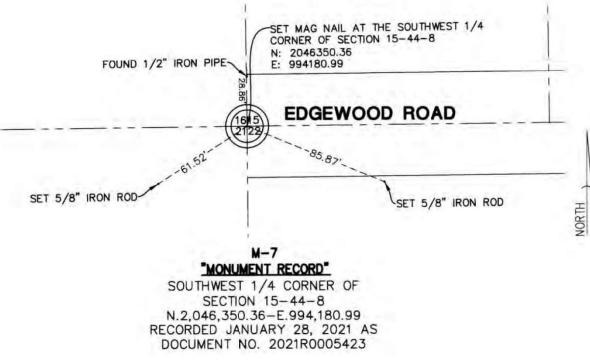 SET MAG NAIL AT THE SOUTHWEST 1/4
CORNER OF SECTION 15-44-8
N: 2046350.36
E: 994180.99
FOUND 1/2" IRON PIPE
28.86'
EDGEWOOD ROAD
16 15
21 22
61.52'
85.87'
SET 5/8" IRON ROD
SET 5/8" IRON ROD
NORTH
M-7
"MONUMENT RECORD"
SOUTHWEST 1/4 CORNER OF
SECTION 15-44-8
N.2,046,350.36-E.994,180.99
RECORDED JANUARY 28, 2021 AS
DOCUMENT NO. 2021R0005423